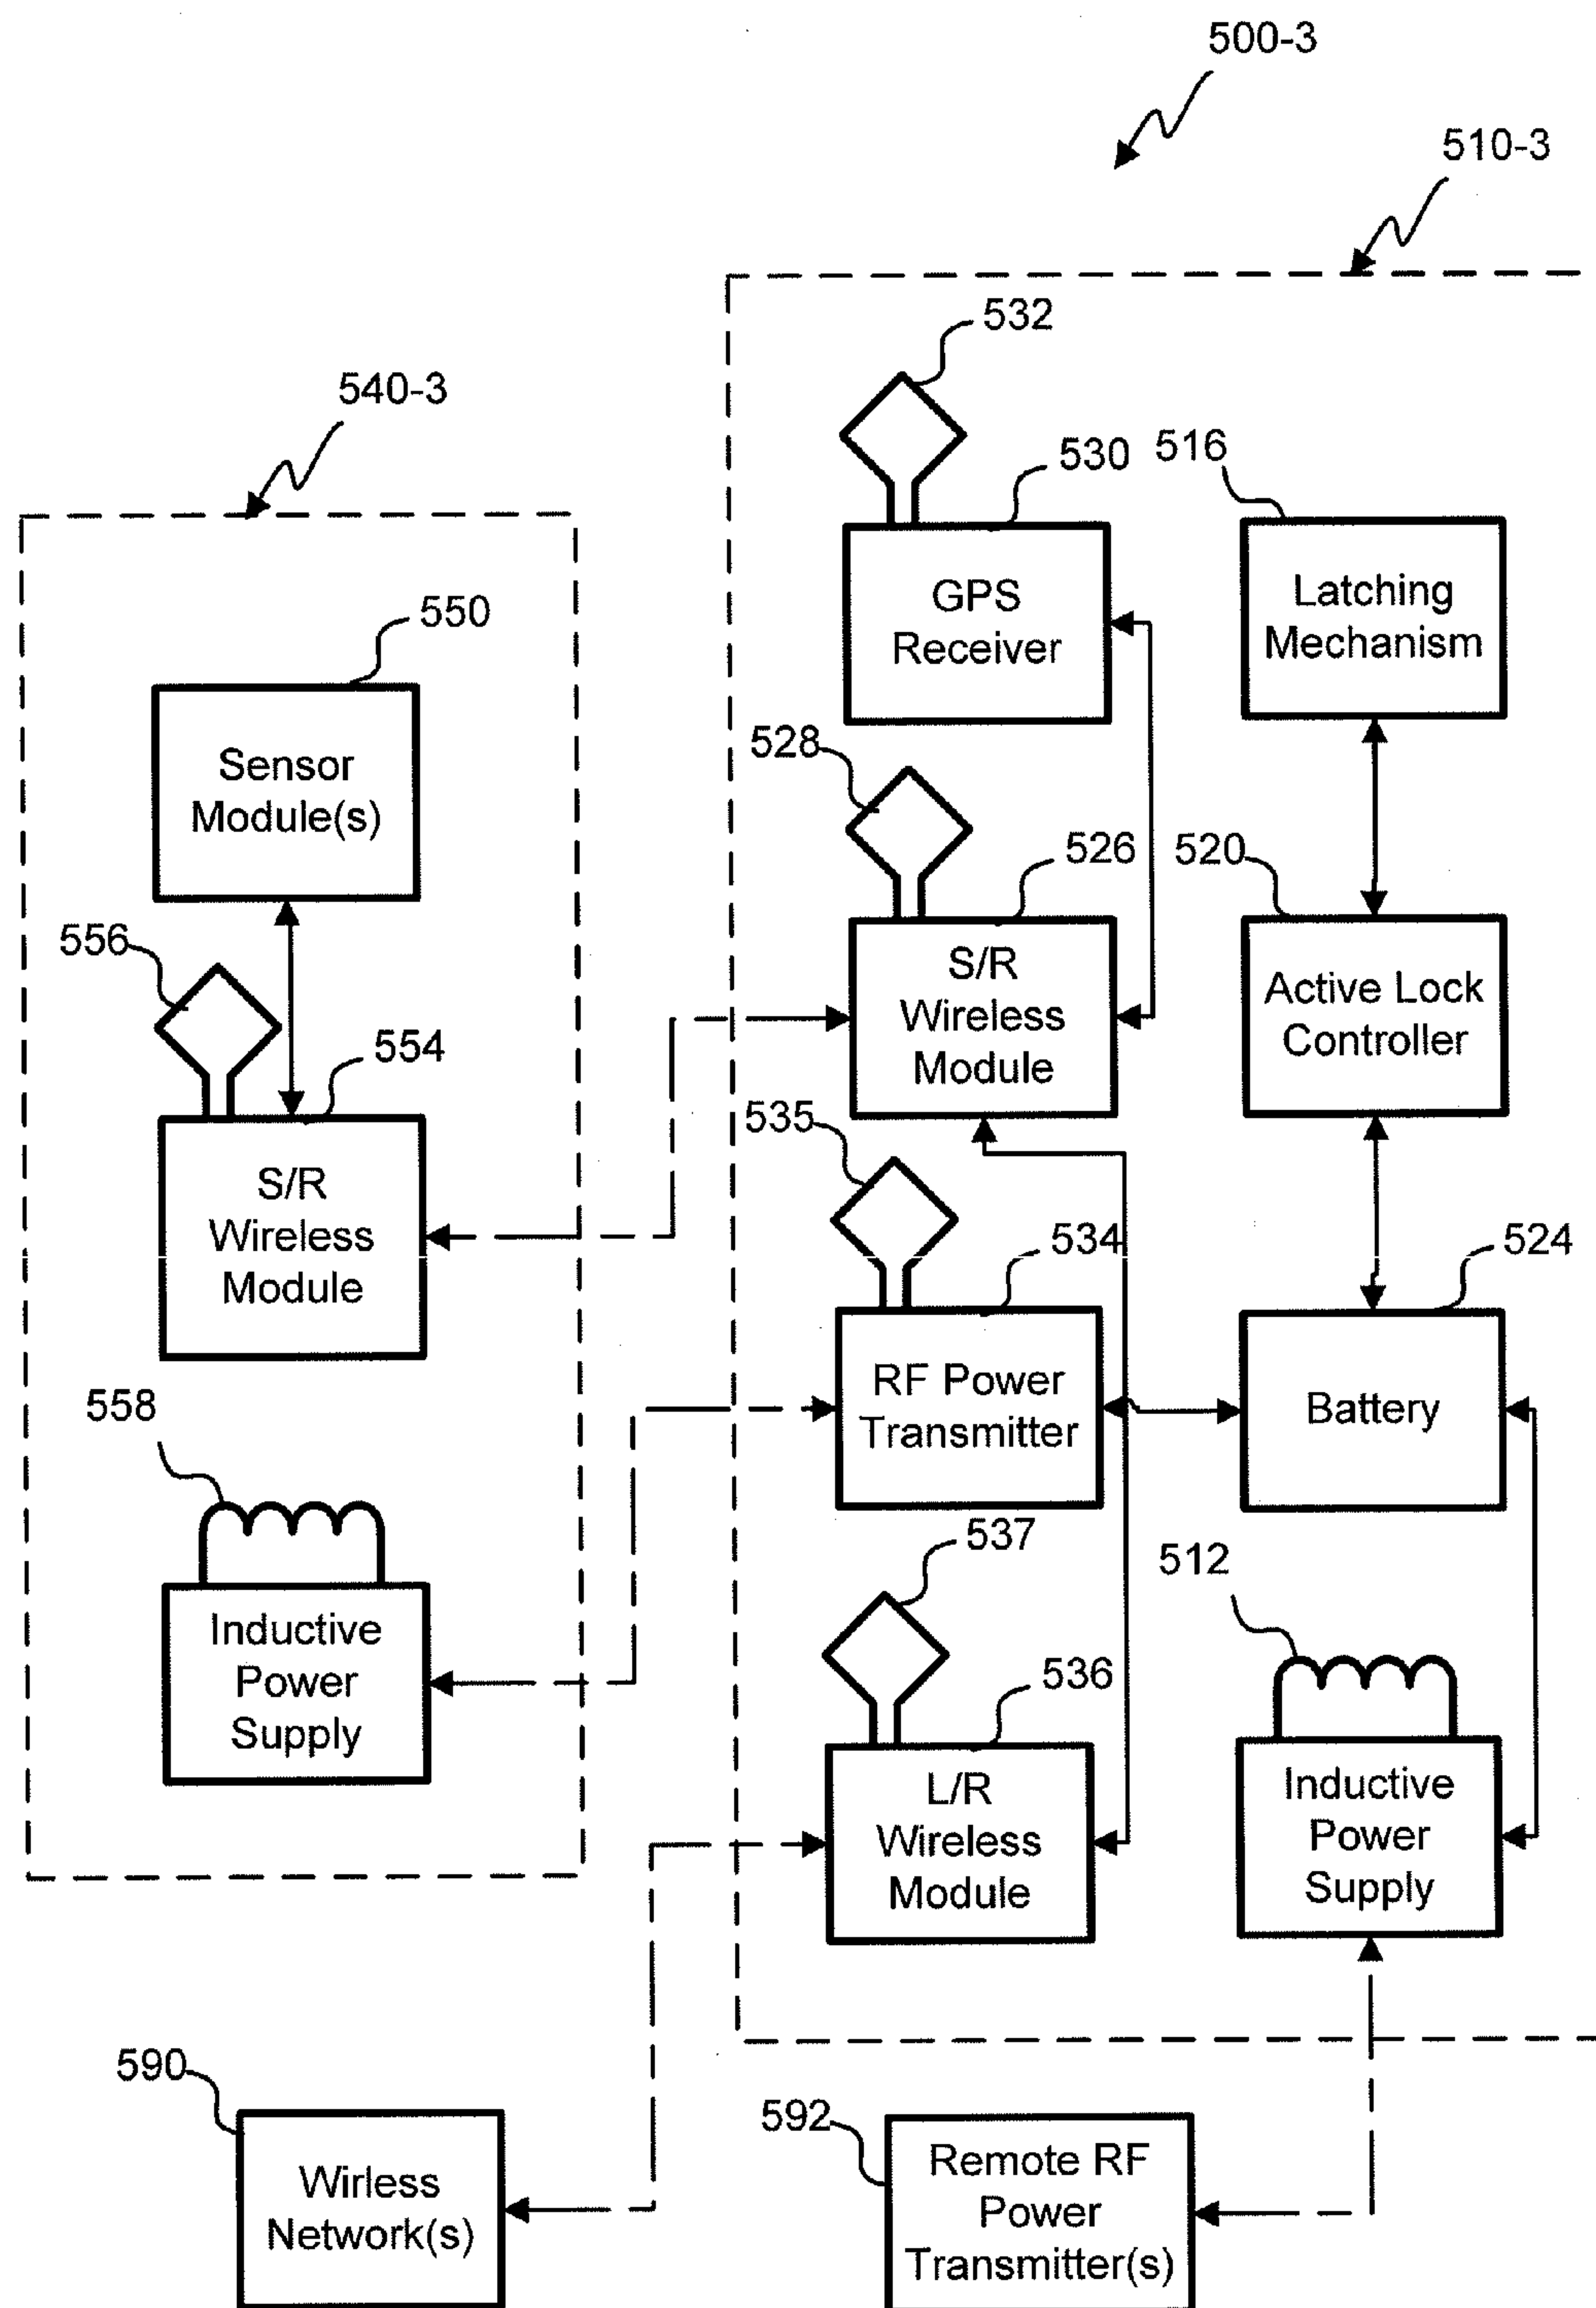 500-3
510-3
532
540-3
530
516
GPS
Receiver
Latching
Mechanism
550
528
Sensor
Module(s)
526
520
556
S/R
Wireless
Module
Active Lock
Controller
554
535
S/R
Wireless
Module
534
524
RF Power
Transmitter
Battery
558
537
512
Inductive
Power
Supply
536
L/R
Wireless
Module
Inductive
Power
Supply
590
592
Wirless
Network(s)
Remote RF
Power
Transmitter(s)